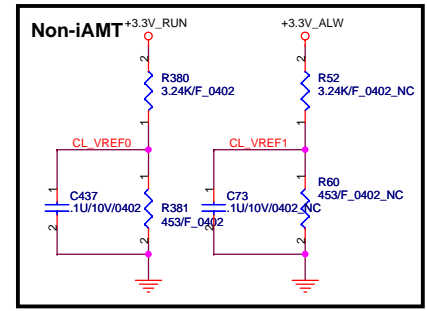 Non-iAMT
+3.3V_RUN
+3.3V_ALW
2
2
R380
3.24K/F_0402
R52
3.24K/F_0402_NC
1
1
CL_VREF0
CL_VREF1
1
1
1
1
C437
.1U/10V/0402
R381
453/F_0402
C73
.1U/10V/0402_NC
R60
453/F_0402_NC
2
2
2
2